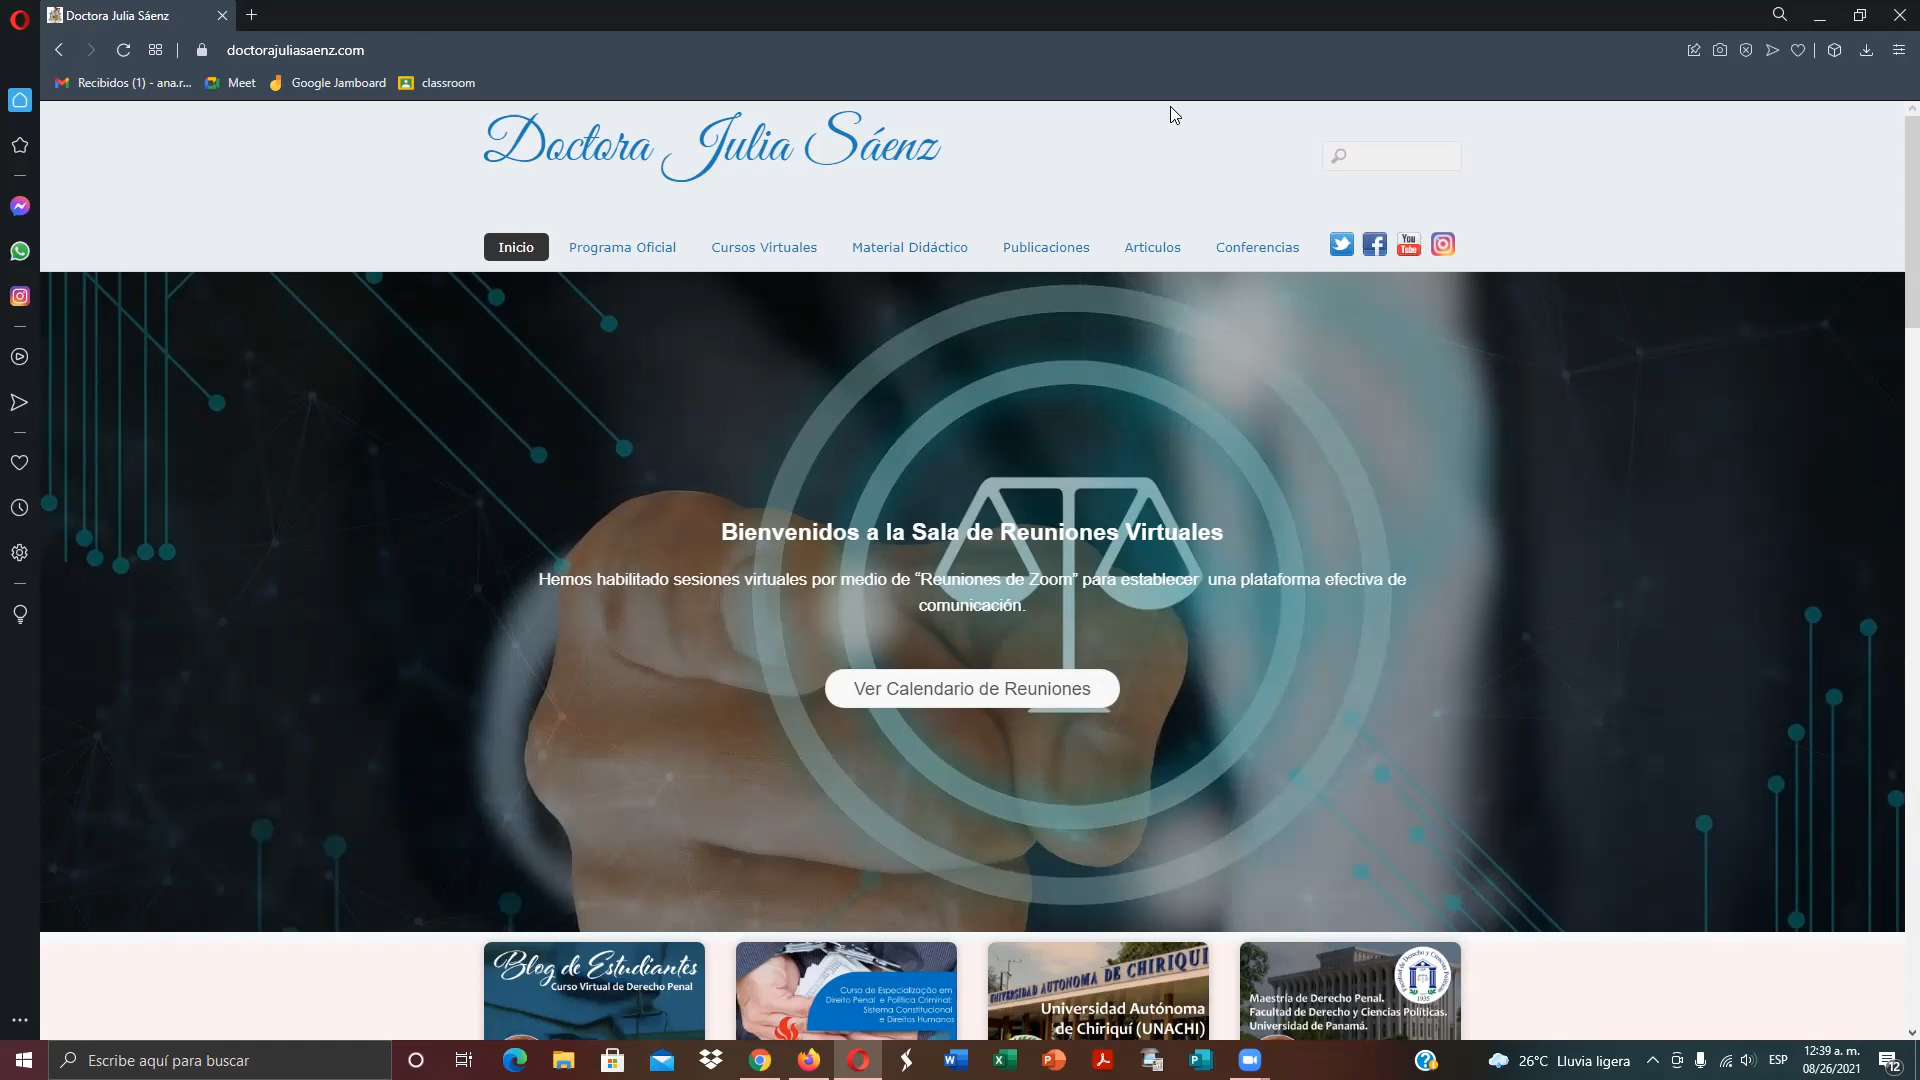 Doctora Julia Sáenz
doctorajuliasaenz.com
Recibidos (1) - ana.r...
Meet
Google Jamboard
classroom
Doctora Julia Sáenz
Inicio
Programa Oficial
Cursos Virtuales
Material Didáctico
Publicaciones
Articulos
Conferencias
You
Tube
Bienvenidos a la Sala de Reuniones Virtuales
Hemos habilitado sesiones virtuales por medio de “Reuniones de Zoom” para establecer una plataforma efectiva de
comunicación.
Ver Calendario de Reuniones
Blog de Estudiantes
Curso Virtual de Derecho Penal
Curso de Especialização em
Direito Penal e Política Criminal:
Sistema Constitucional
e Direitos Humanos
UNIVERSIDAD AUTONOMA DE CHIRIQUI
Universidad Autónoma
de Chiriquí (UNACHI)
Maestría de Derecho Penal.
Facultad de Derecho y Ciencias Políticas.
Universidad de Panamá.
Escribe aquí para buscar
26°C Lluvia ligera
ESP
12:39 a. m.
08/26/2021
12